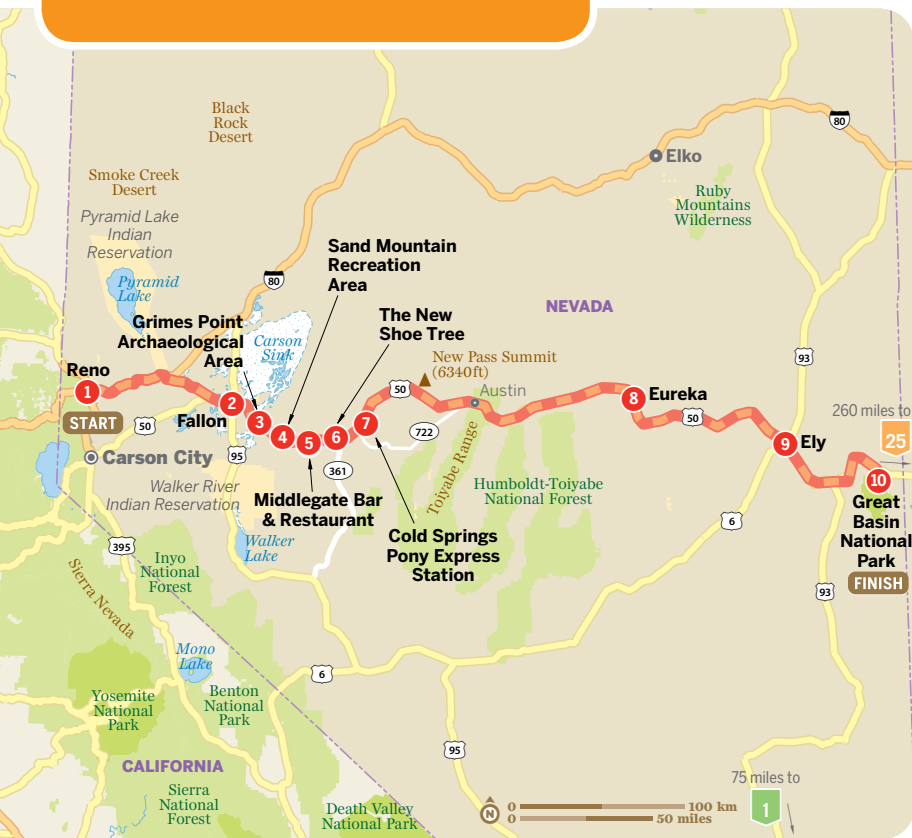 Black
Rock
Desert
80
Elko
Smoke Creek
Desert
Ruby
Mountains
Wilderness
Pyramid Lake
Indian
Reservation
Sand Mountain
Recreation
Area
80
Pyramid
Lake
NEVADA
The New
Shoe Tree
Grimes Point
Archaeological
Area
Carson
Sink
New Pass Summit
(6340ft)
93
Reno
1
START
50
Austin
8
Eureka
2
Fallon
50
3
4
5
6
7
50
722
260 miles to
25
9
Ely
Carson City
95
361
Toiyabe Range
10
Great
Basin
National
Park
FINISH
Walker River
Indian Reservation
Middlegate Bar
& Restaurant
Humboldt-Toiyabe
National Forest
6
Cold Springs
Pony Express
Station
Walker
Lake
395
Inyo
National
Forest
93
Sierra Nevada
Mono
Lake
6
Yosemite
National
Park
Benton
National
Park
95
CALIFORNIA
75 miles to
1
Sierra
National
Forest
Death Valley
National Park
N
0
100 km
0
50 miles